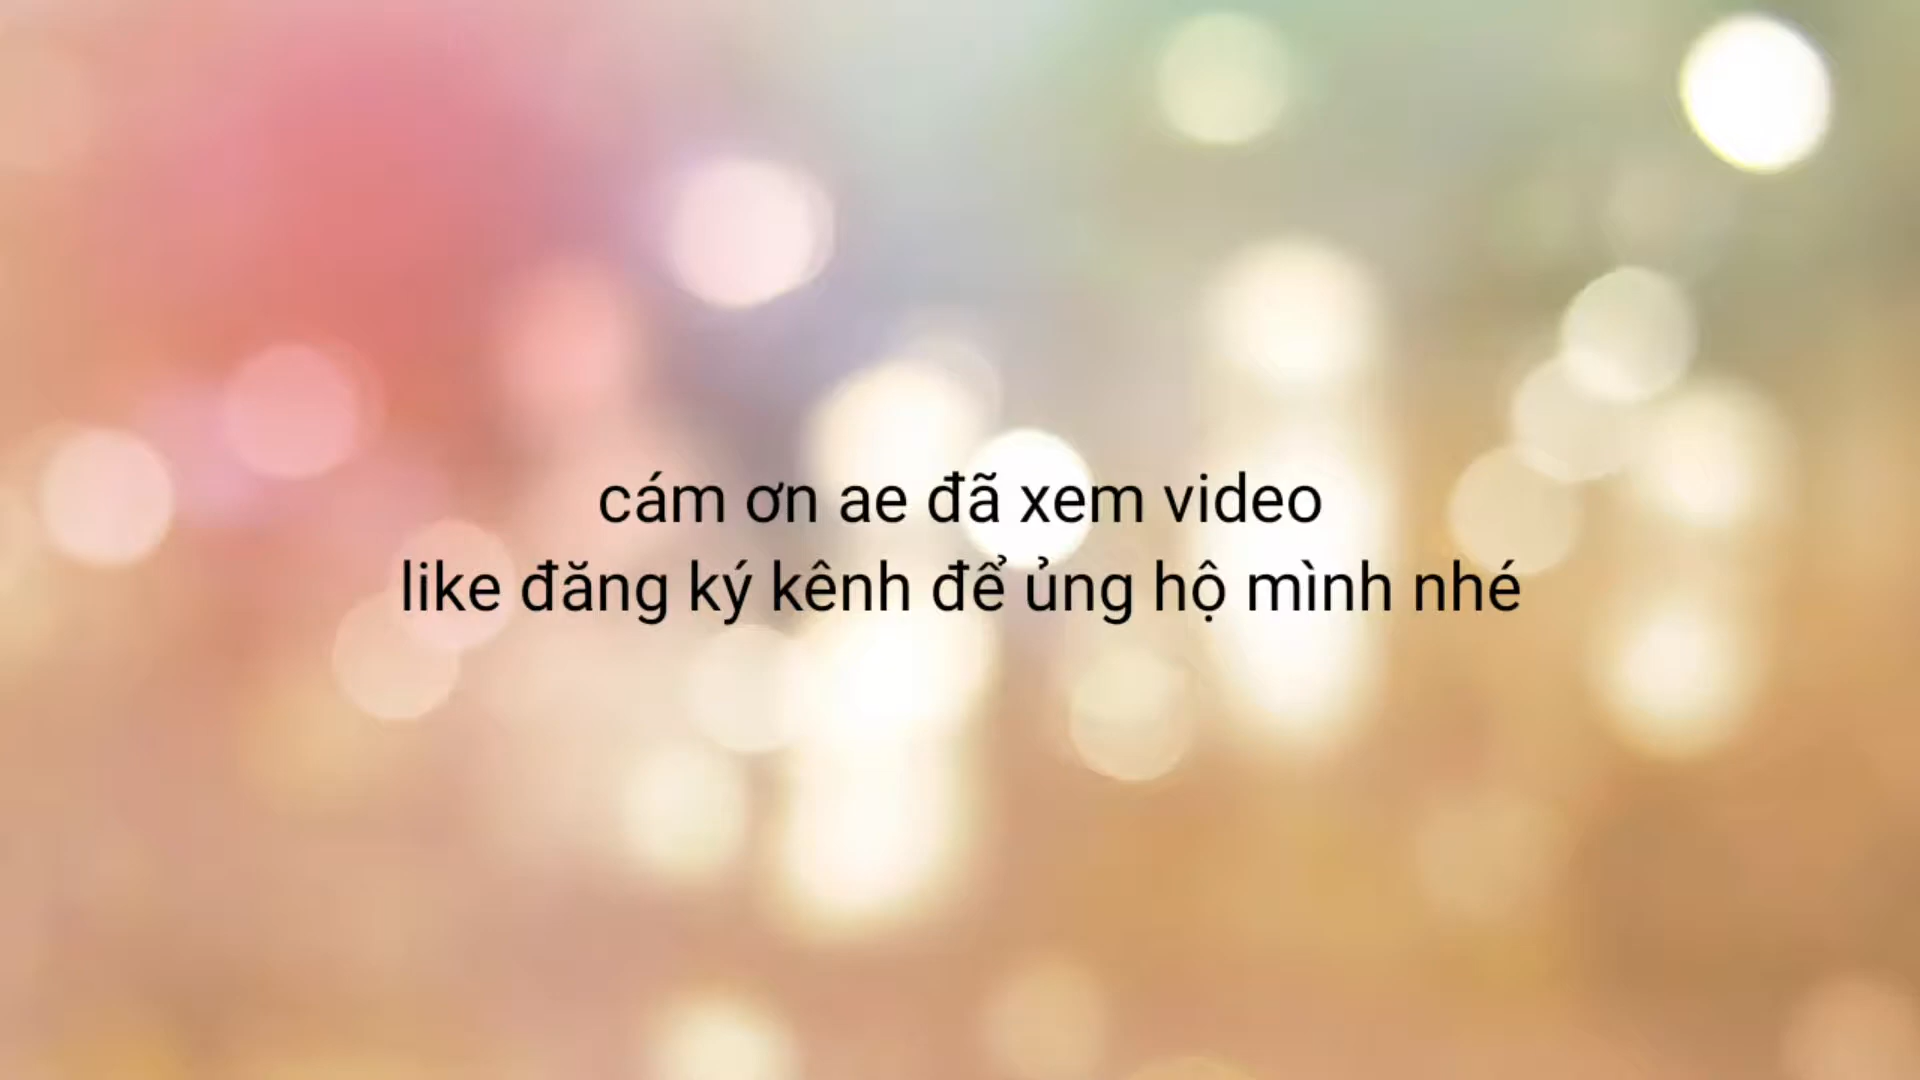 cám ơn ae đã xem video
like đăng ký kênh để ủng hộ mình nhé